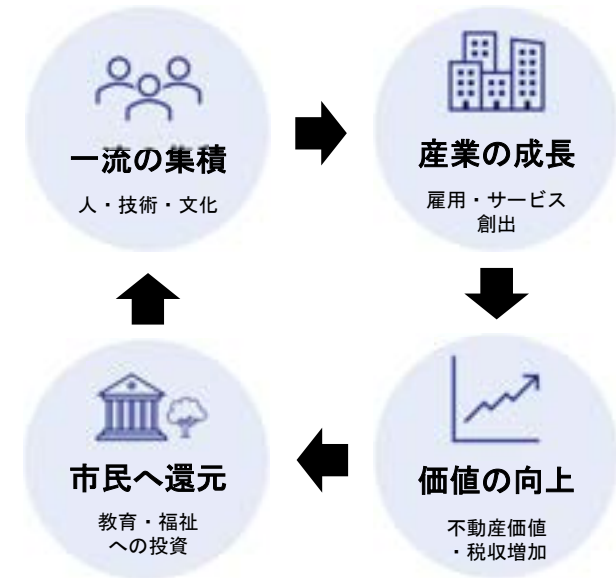 一流の集積
人・技術・文化
産業の成長
雇用・サービス
創出
市民へ還元
教育・福祉
への投資
価値の向上
不動産価値
・税収増加